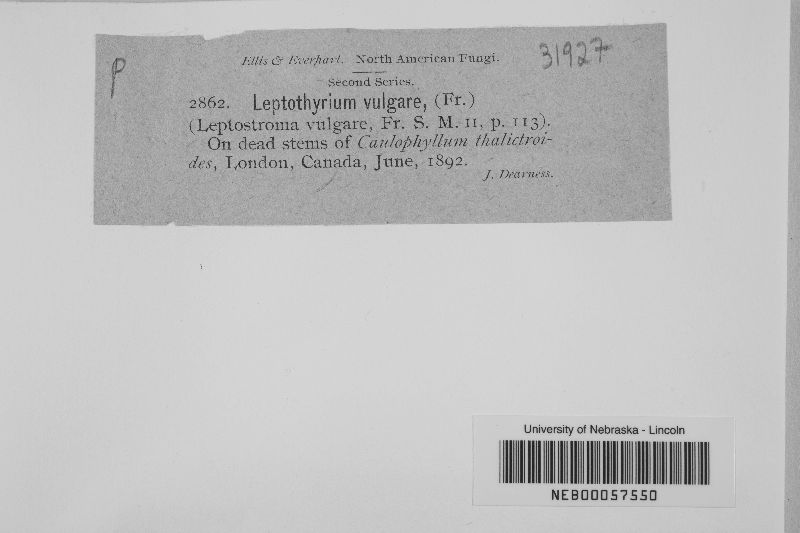 P
Ellis & Everhart. North American Fungi.
31927
Second Series.
2862. Leptothyrium vulgare, (Fr.)
(Leptostroma vulgare, Fr. S. M. 11, p. 113).
On dead stems of Caulophyllum thalictroi-
des, London, Canada, June, 1892.
J. Dearness.
University of Nebraska - Lincoln
NEB00057550